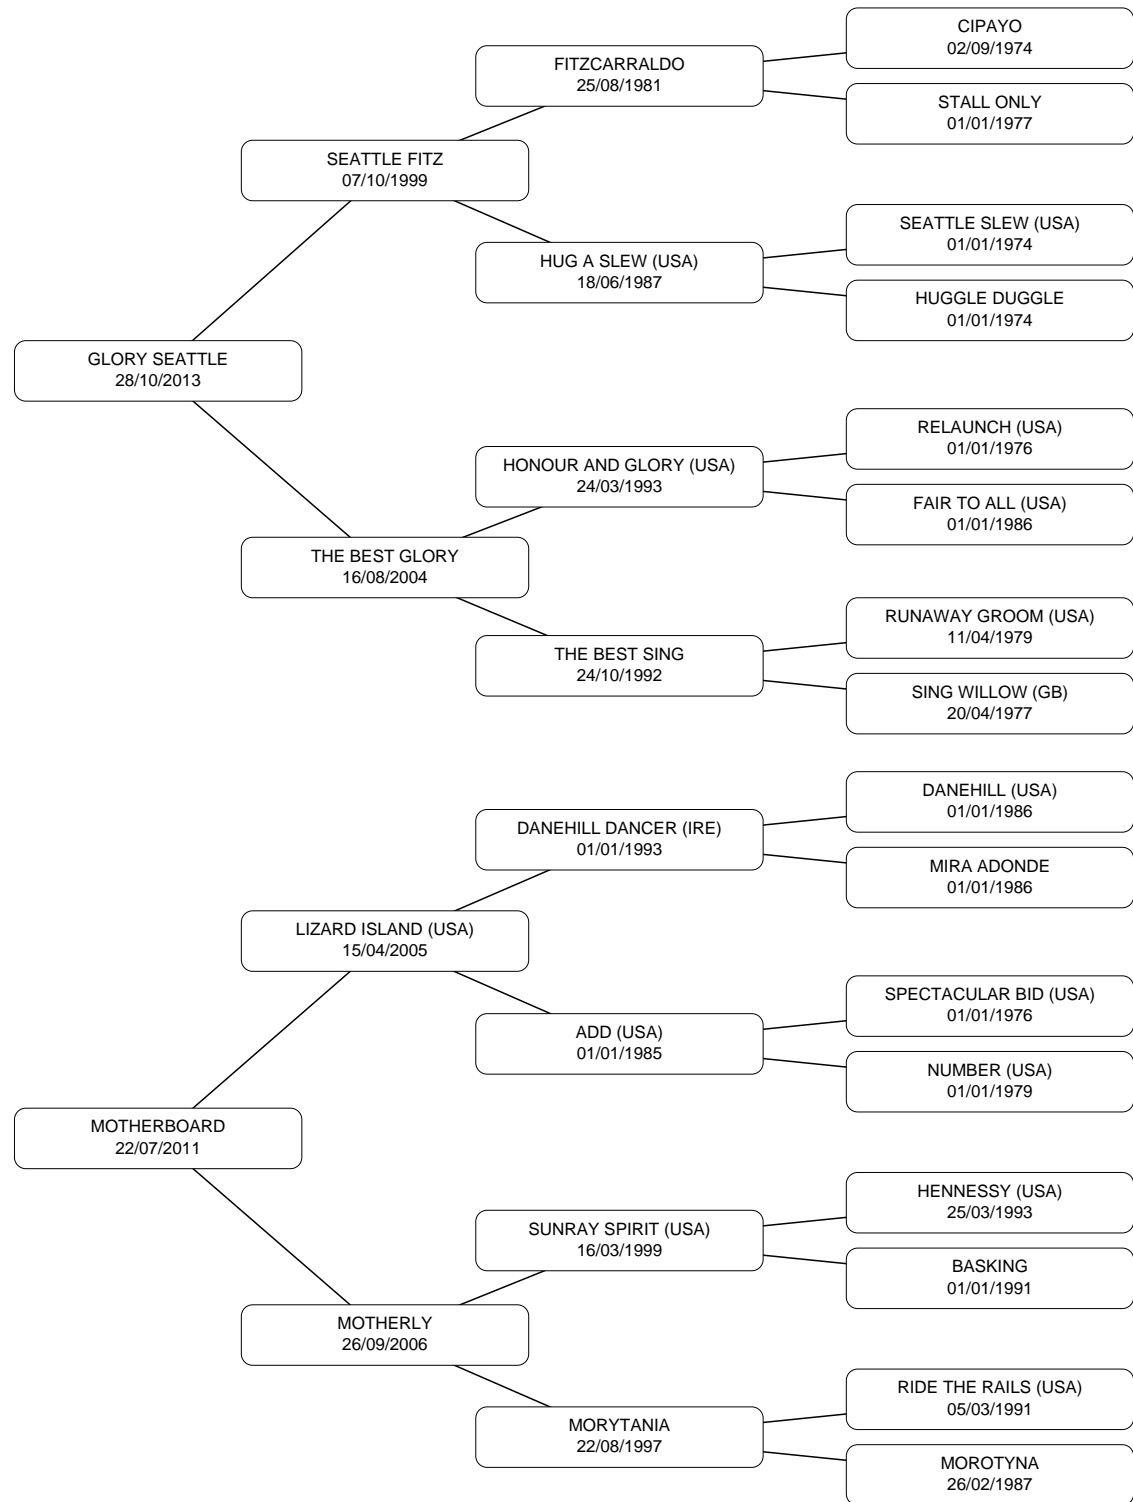 CIPAYO
02/09/1974
FITZCARRALDO
25/08/1981
STALL ONLY
01/01/1977
SEATTLE FITZ
07/10/1999
SEATTLE SLEW (USA)
01/01/1974
HUG A SLEW (USA)
18/06/1987
HUGGLE DUGGLE
01/01/1974
GLORY SEATTLE
28/10/2013
RELAUNCH (USA)
01/01/1976
HONOUR AND GLORY (USA)
24/03/1993
FAIR TO ALL (USA)
01/01/1986
THE BEST GLORY
16/08/2004
RUNAWAY GROOM (USA)
11/04/1979
THE BEST SING
24/10/1992
SING WILLOW (GB)
20/04/1977
DANEHILL (USA)
01/01/1986
DANEHILL DANCER (IRE)
01/01/1993
MIRA ADONDE
01/01/1986
LIZARD ISLAND (USA)
15/04/2005
SPECTACULAR BID (USA)
01/01/1976
ADD (USA)
01/01/1985
NUMBER (USA)
01/01/1979
MOTHERBOARD
22/07/2011
HENNESSY (USA)
25/03/1993
SUNRAY SPIRIT (USA)
16/03/1999
BASKING
01/01/1991
MOTHERLY
26/09/2006
RIDE THE RAILS (USA)
05/03/1991
MORYTANIA
22/08/1997
MOROTYNA
26/02/1987